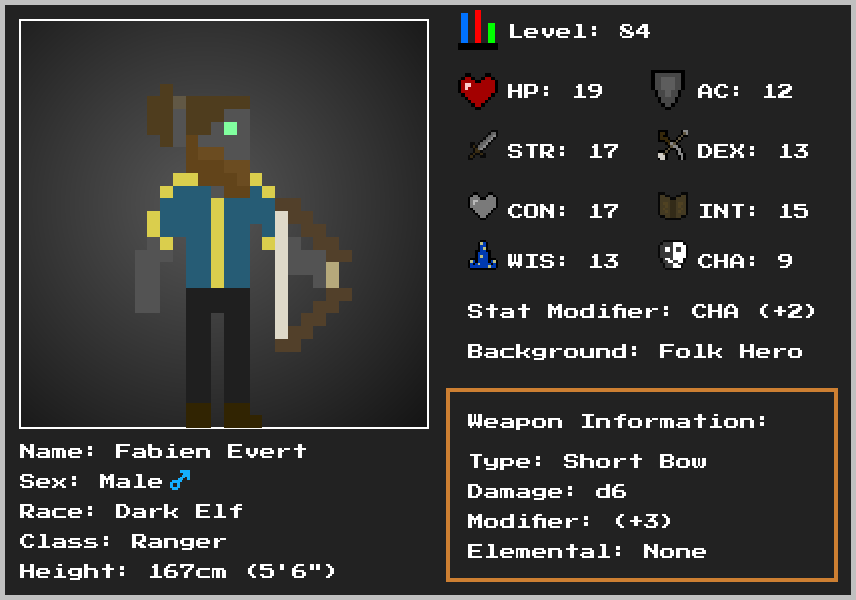 Level: 84
HP: 19
AC: 12
STR: 17
DEX: 13
CON: 17
INT: 15
WIS: 13
CHA: 9
Stat Modifier: CHA (+2)
Background: Folk Hero
Weapon Information:
Type: Short Bow
Damage: d6
Modifier: (+3)
Elemental: None
Name: Fabien Evert
Sex: Male♂
Race: Dark Elf
Class: Ranger
Height: 167cm (5'6")